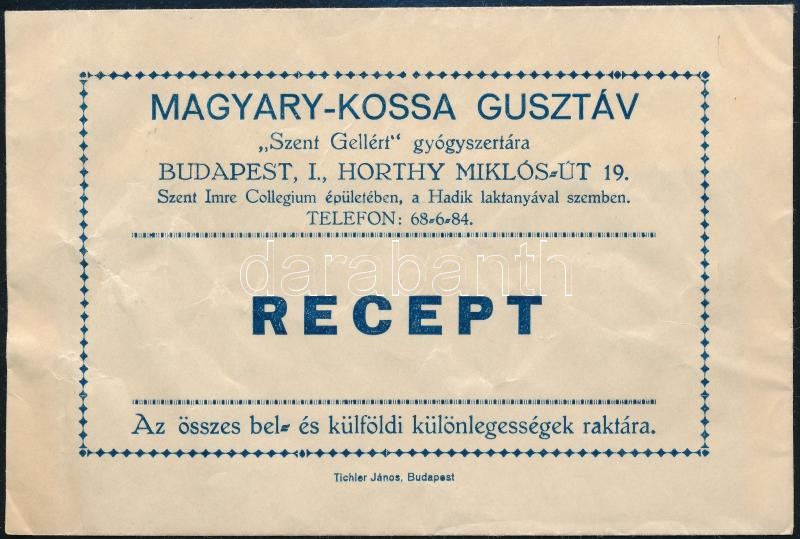 MAGYARY-KOSSA GUSZTÁV
„Szent Gellért" gyógyszertára
BUDAPEST, I., HORTHY MIKLÓS-ÚT 19.
Szent Imre Collegium épületében, a Hadik laktanyával szemben.
TELEFON: 68-6-84.
darabanth
RECEPT
Az összes bel- és külföldi különlegességek raktára.
Tichler János, Budapest